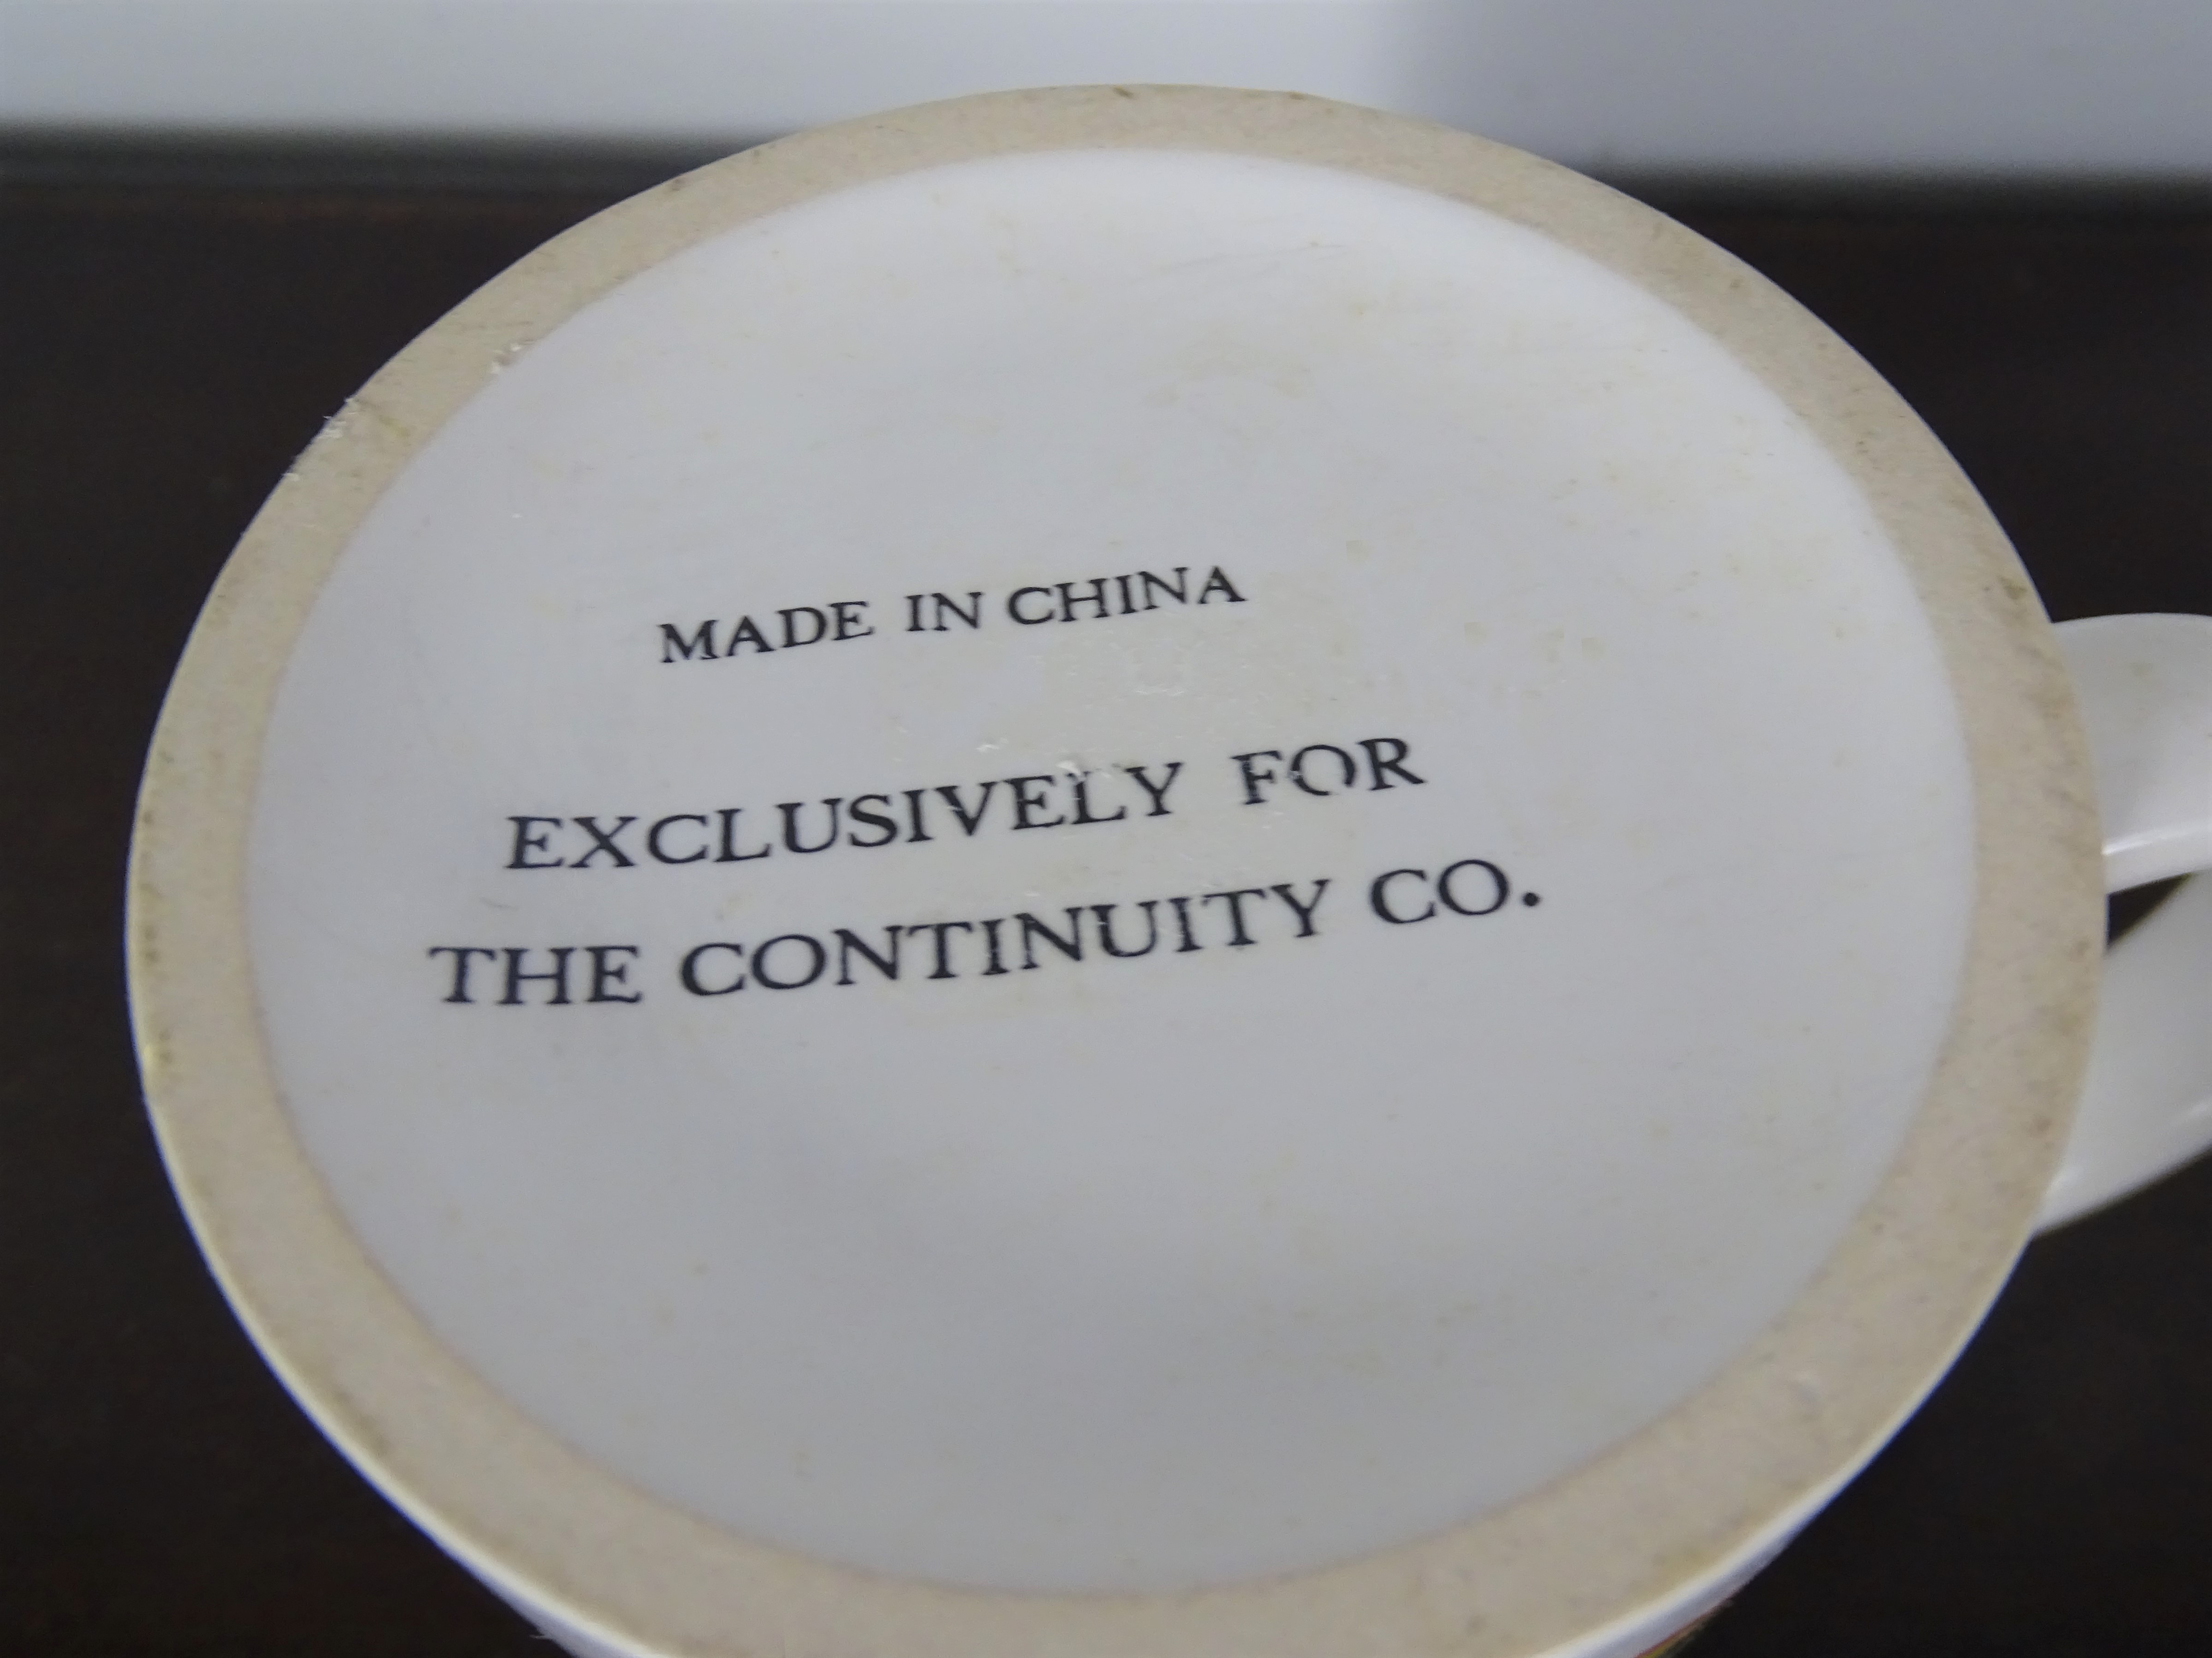 MADE IN CHINA
EXCLUSIVELY FOR
THE CONTINUITY CO.